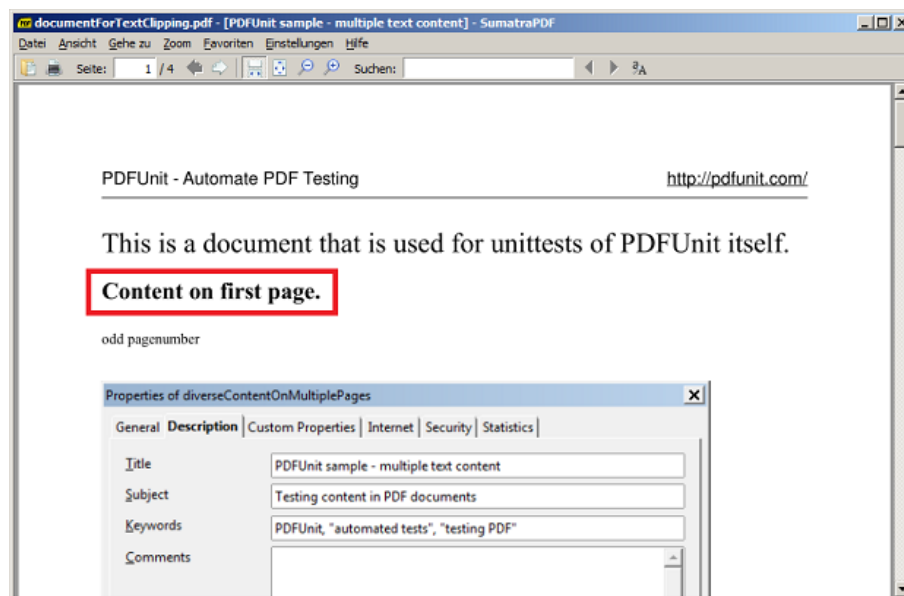 documentForTextClipping.pdf - [PDFUnit sample - multiple text content] - SumatraPDF
Datei Ansicht Gehe zu Zoom Favoriten Einstellungen Hilfe
Seite: 1 / 4 Suchen:
PDFUnit - Automate PDF Testing http://pdfunit.com/
This is a document that is used for unittests of PDFUnit itself.
Content on first page.
odd pagenumber
Properties of diverseContentOnMultiplePages
General Description Custom Properties Internet Security Statistics
Title PDFUnit sample - multiple text content
Subject Testing content in PDF documents
Keywords PDFUnit, "automated tests", "testing PDF"
Comments